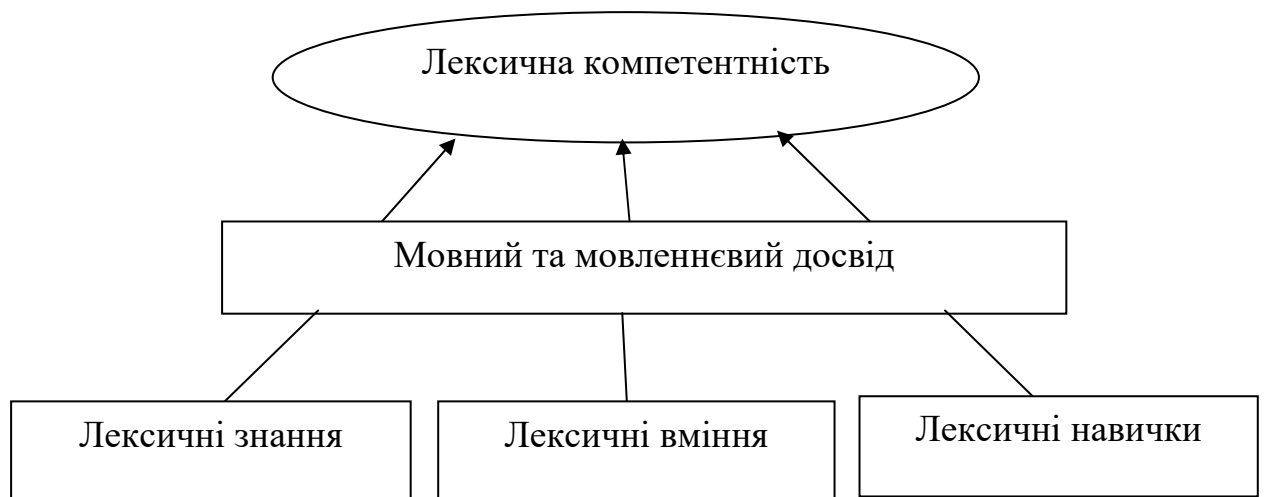 Лексична компетентність
Мовний та мовленнєвий досвід
Лексичні знання
Лексичні вміння
Лексичні навички